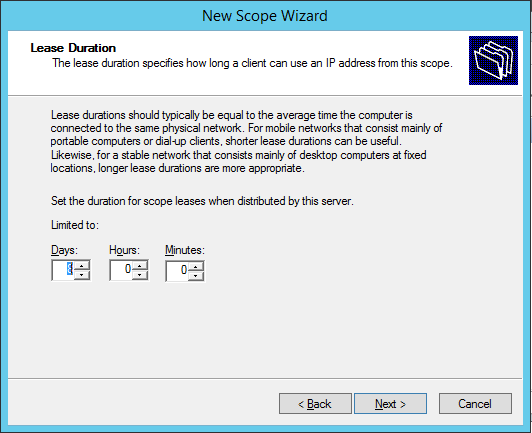 New Scope Wizard
Lease Duration
The lease duration specifies how long a client can use an IP address from this scope.
Lease durations should typically be equal to the average time the computer is
connected to the same physical network. For mobile networks that consist mainly of
portable computers or dial-up clients, shorter lease durations can be useful.
Likewise, for a stable network that consists mainly of desktop computers at fixed
locations, longer lease durations are more appropriate.
Set the duration for scope leases when distributed by this server.
Limited to:
Days: Hours: Minutes:
0 0
< Back Next > Cancel